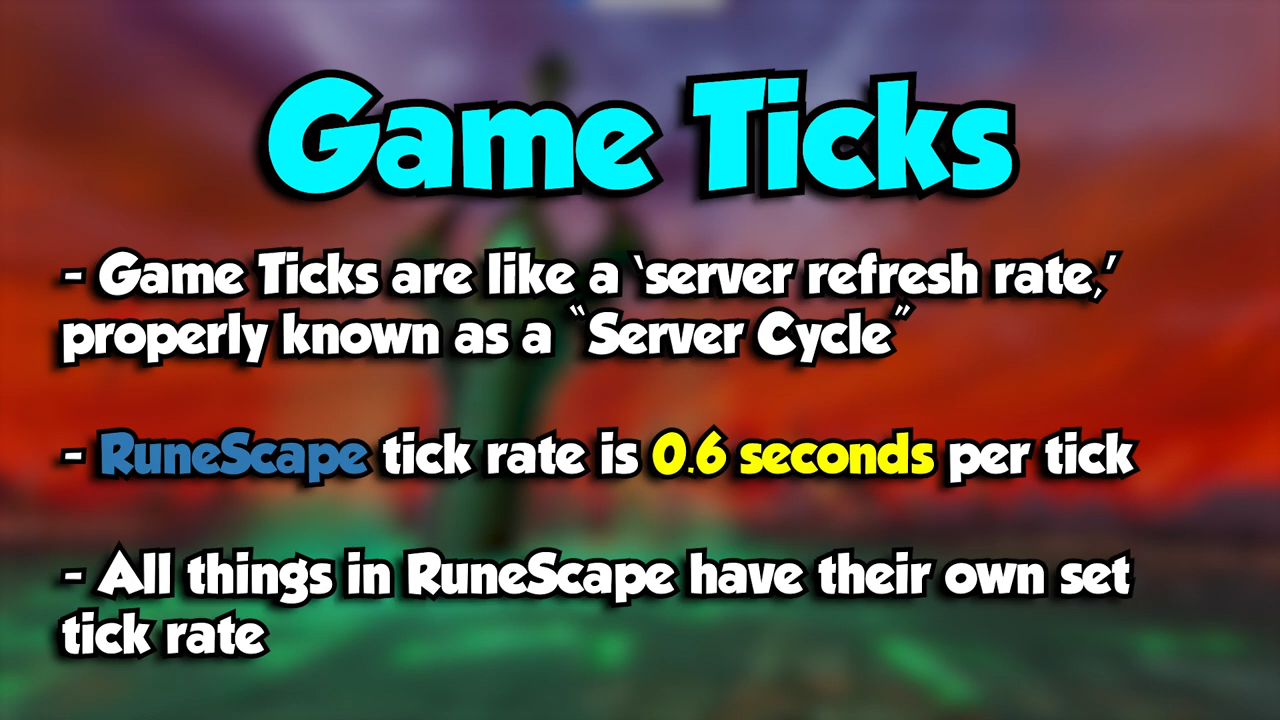 Game Ticks
- Game Ticks are like a 'server refresh rate,'
properly known as a "Server Cycle"
- RuneScape tick rate is 0.6 seconds per tick
- All things in RuneScape have their own set
tick rate